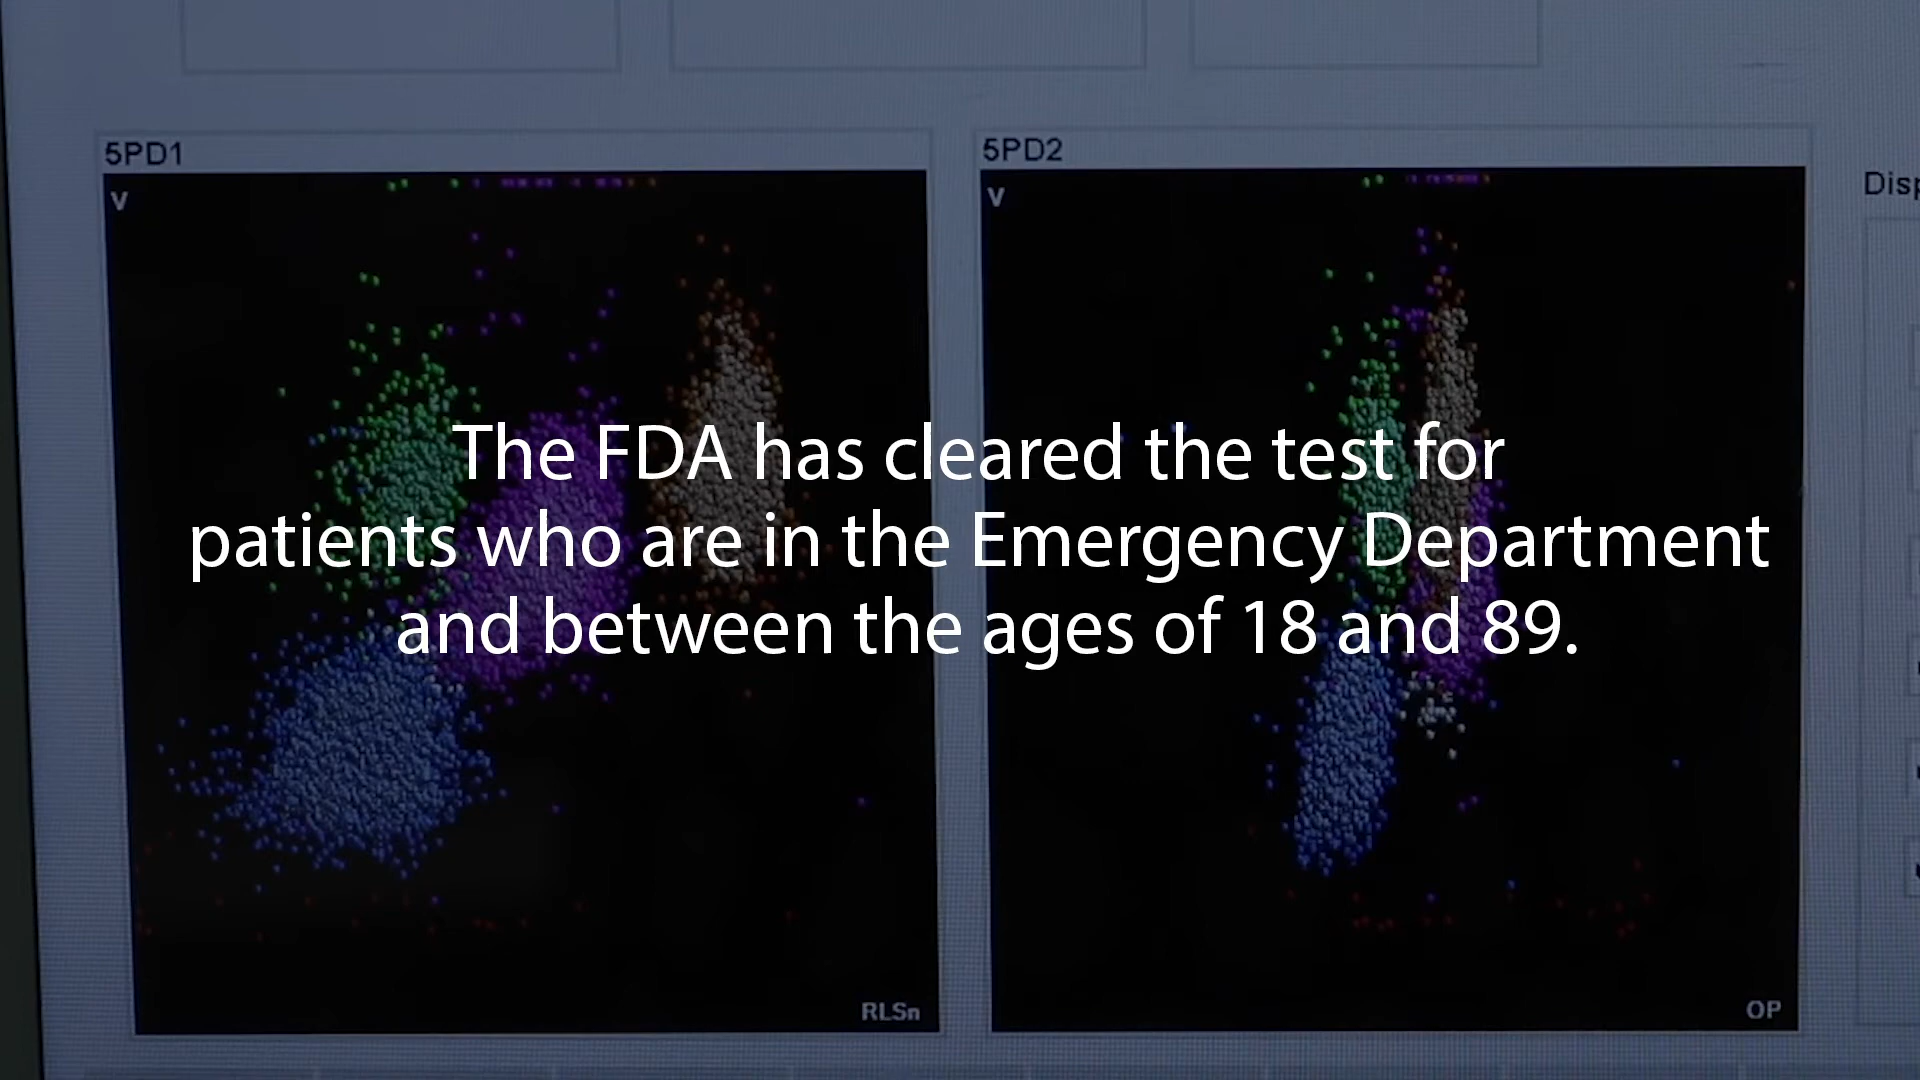 5PD1
5PD2
V
V
Disp
The FDA has cleared the test for
patients who are in the Emergency Department
and between the ages of 18 and 89.
RLSn
OP